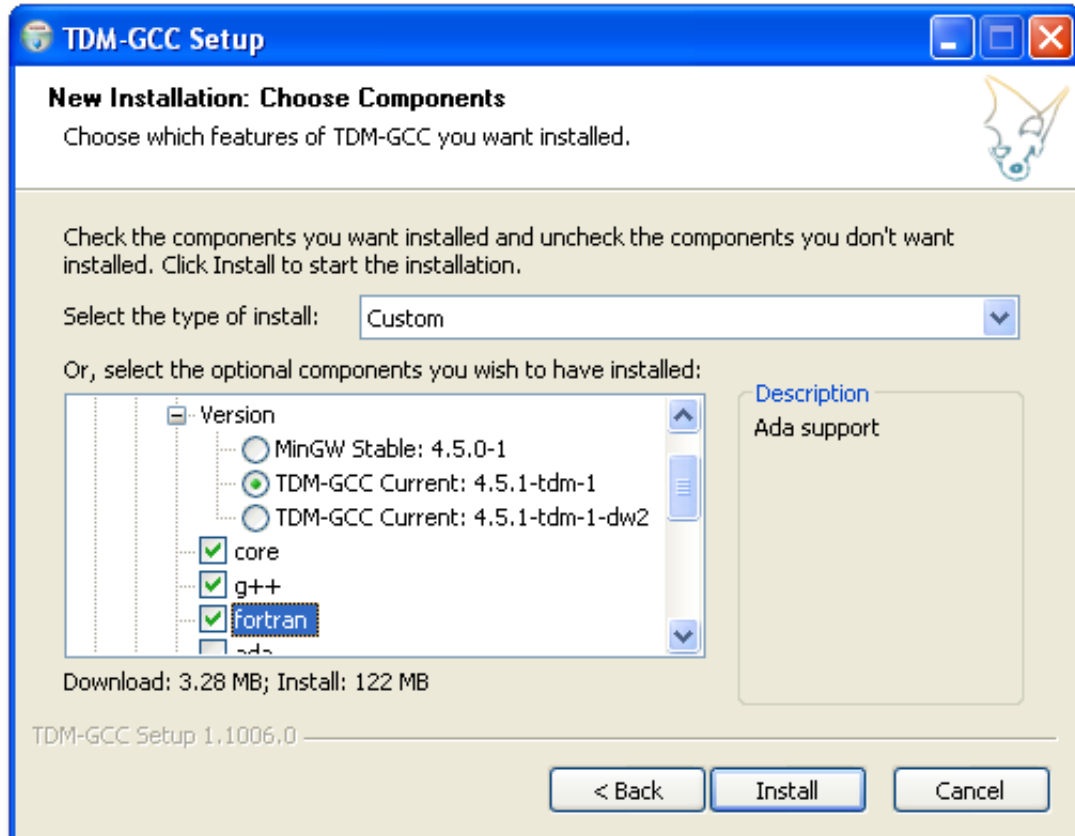 TDM-GCC Setup
New Installation: Choose Components
Choose which features of TDM-GCC you want installed.
Check the components you want installed and uncheck the components you don't want
installed. Click Install to start the installation.
Select the type of install:
Custom
Or, select the optional components you wish to have installed:
Version
MinGW Stable: 4.5.0-1
TDM-GCC Current: 4.5.1-tdm-1
TDM-GCC Current: 4.5.1-tdm-1-dw2
core
g++
fortran
ada
Description
Ada support
Download: 3.28 MB; Install: 122 MB
TDM-GCC Setup 1.1006.0
< Back
Install
Cancel